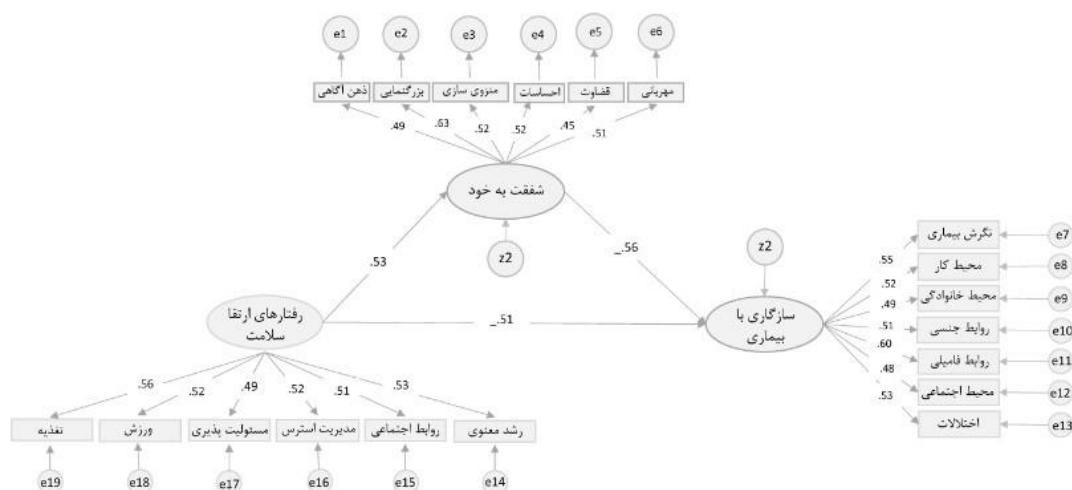 e1 e2 e3 e4 e5 e6
ذهن آگاهی بزرگنمایی منزوی سازی احساسات قضاوت مهربانی
.49 .63 .52 .52 .45 .51
شفقت به خود
z2
.53
_.56
z2
رفتارهای ارتقا
سلامت
_.51
سازگاری با
بیماری
.55 نگرش بیماری e7
.52 محیط کار e8
.49 محیط خانوادگی e9
.51 روابط جنسی e10
.60 روابط فامیلی e11
.48 محیط اجتماعی e12
.53 اختلالات e13
.56 .52 .49 .52 .51 .53
تغذیه ورزش مسئولیت پذیری مدیریت استرس روابط اجتماعی رشد معنوی
e19 e18 e17 e16 e15 e14